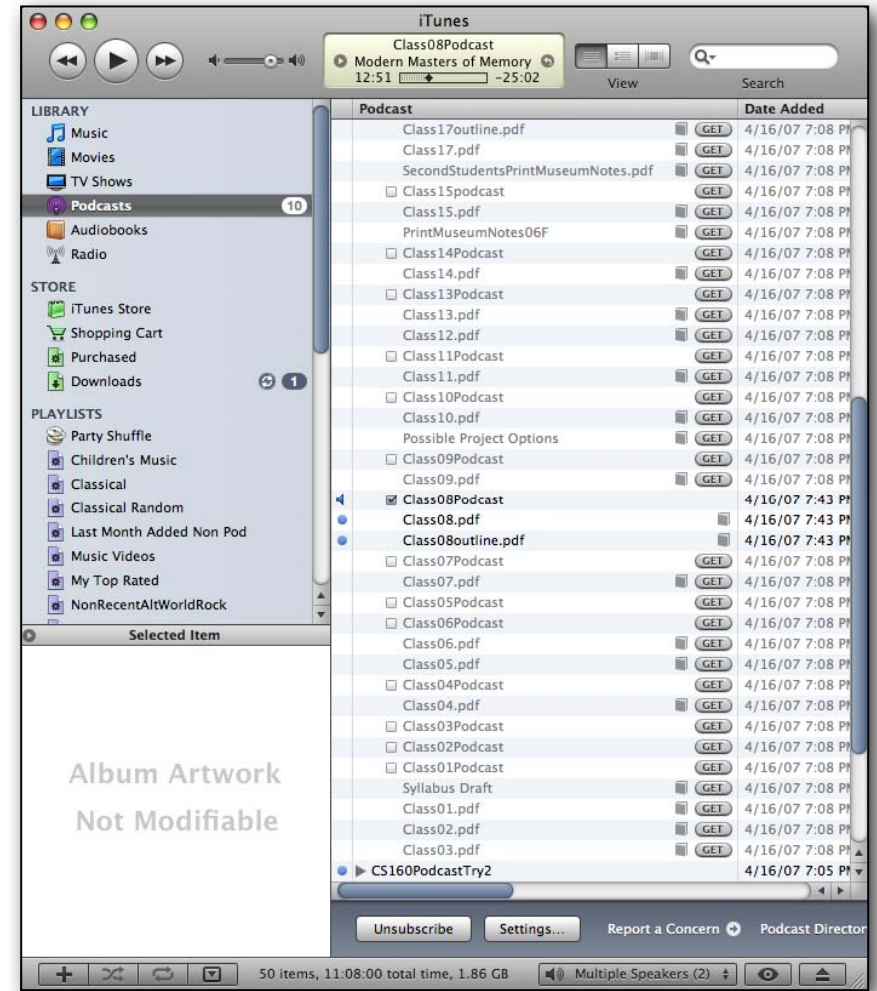 iTunes
Class08Podcast
Modern Masters of Memory
12:51 -25:02
View
Search
LIBRARY
Music
Movies
TV Shows
Podcasts 10
Audiobooks
Radio
STORE
iTunes Store
Shopping Cart
Purchased
Downloads 1
PLAYLISTS
Party Shuffle
Children's Music
Classical
Classical Random
Last Month Added Non Pod
Music Videos
My Top Rated
NonRecentAltWorldRock
Selected Item
Album Artwork
Not Modifiable
Podcast Date Added
Class17outline.pdf GET 4/16/07 7:08 PM
Class17.pdf GET 4/16/07 7:08 PM
SecondStudentsPrintMuseumNotes.pdf GET 4/16/07 7:08 PM
Class15podcast GET 4/16/07 7:08 PM
Class15.pdf GET 4/16/07 7:08 PM
PrintMuseumNotes06F GET 4/16/07 7:08 PM
Class14Podcast GET 4/16/07 7:08 PM
Class14.pdf GET 4/16/07 7:08 PM
Class13Podcast GET 4/16/07 7:08 PM
Class13.pdf GET 4/16/07 7:08 PM
Class12.pdf GET 4/16/07 7:08 PM
Class11Podcast GET 4/16/07 7:08 PM
Class11.pdf GET 4/16/07 7:08 PM
Class10Podcast GET 4/16/07 7:08 PM
Class10.pdf GET 4/16/07 7:08 PM
Possible Project Options GET 4/16/07 7:08 PM
Class09Podcast GET 4/16/07 7:08 PM
Class09.pdf GET 4/16/07 7:08 PM
Class08Podcast 4/16/07 7:43 PM
Class08.pdf 4/16/07 7:43 PM
Class08outline.pdf 4/16/07 7:43 PM
Class07Podcast GET 4/16/07 7:08 PM
Class07.pdf GET 4/16/07 7:08 PM
Class05Podcast GET 4/16/07 7:08 PM
Class06Podcast GET 4/16/07 7:08 PM
Class06.pdf GET 4/16/07 7:08 PM
Class05.pdf GET 4/16/07 7:08 PM
Class04Podcast GET 4/16/07 7:08 PM
Class04.pdf GET 4/16/07 7:08 PM
Class03Podcast GET 4/16/07 7:08 PM
Class02Podcast GET 4/16/07 7:08 PM
Class01Podcast GET 4/16/07 7:08 PM
Syllabus Draft GET 4/16/07 7:08 PM
Class01.pdf GET 4/16/07 7:08 PM
Class02.pdf GET 4/16/07 7:08 PM
Class03.pdf GET 4/16/07 7:08 PM
CS160PodcastTry2 4/16/07 7:05 PM
Unsubscribe Settings... Report a Concern Podcast Director
50 items, 11:08:00 total time, 1.86 GB Multiple Speakers (2)